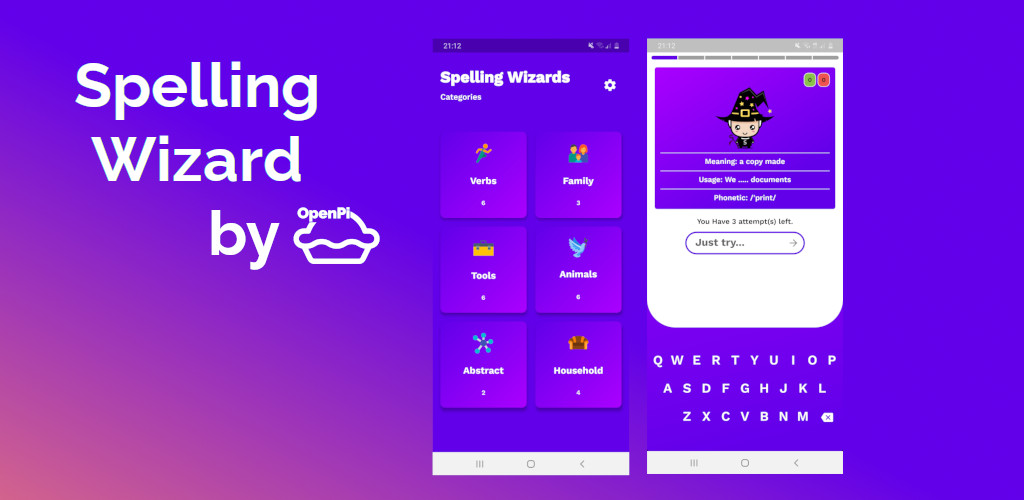 Spelling
Wizard
by OpenPi
21:12
Spelling Wizards
Categories
Verbs
6
Family
3
Tools
6
Animals
6
Abstract
2
Household
4
21:12
0 0
S
Meaning: a copy made
Usage: We ..... documents
Phonetic: /'print/
You Have 3 attempt(s) left.
Just try...
Q W E R T Y U I O P
A S D F G H J K L
Z X C V B N M